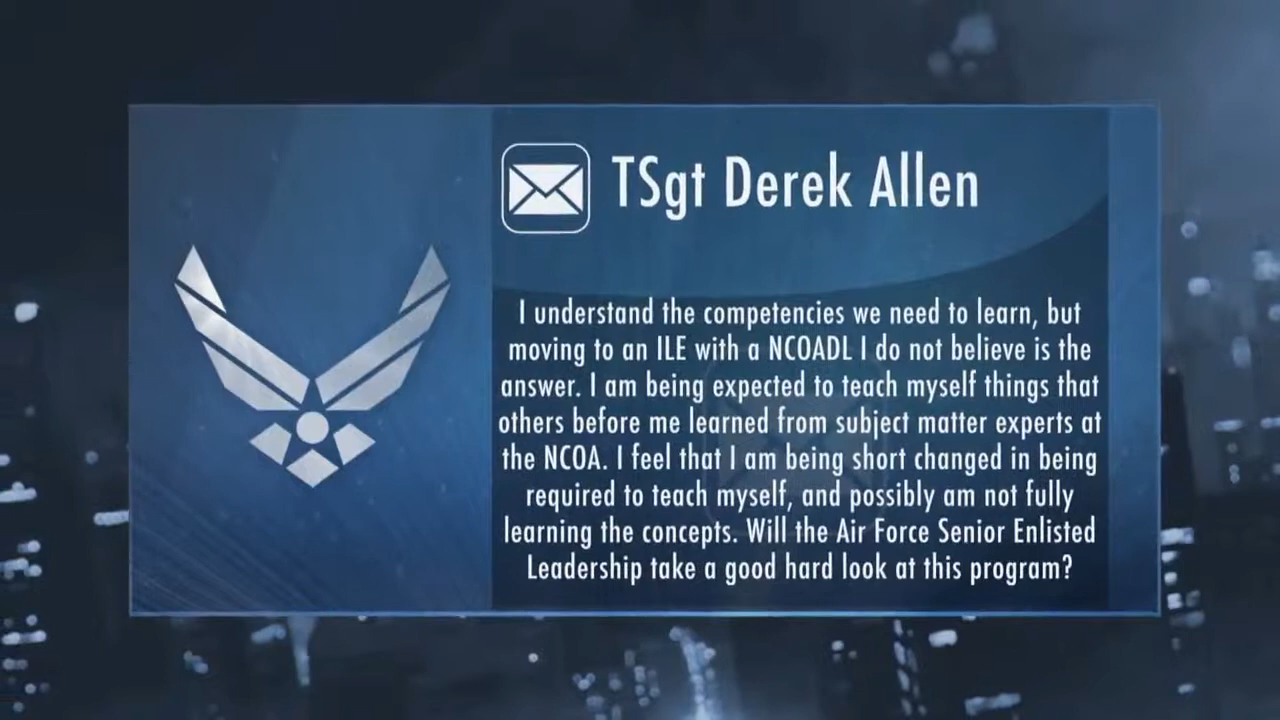 TSgt Derek Allen
I understand the competencies we need to learn, but
moving to an ILE with a NCOADL I do not believe is the
answer. I am being expected to teach myself things that
others before me learned from subject matter experts at
the NCOA. I feel that I am being short changed in being
required to teach myself, and possibly am not fully
learning the concepts. Will the Air Force Senior Enlisted
Leadership take a good hard look at this program?